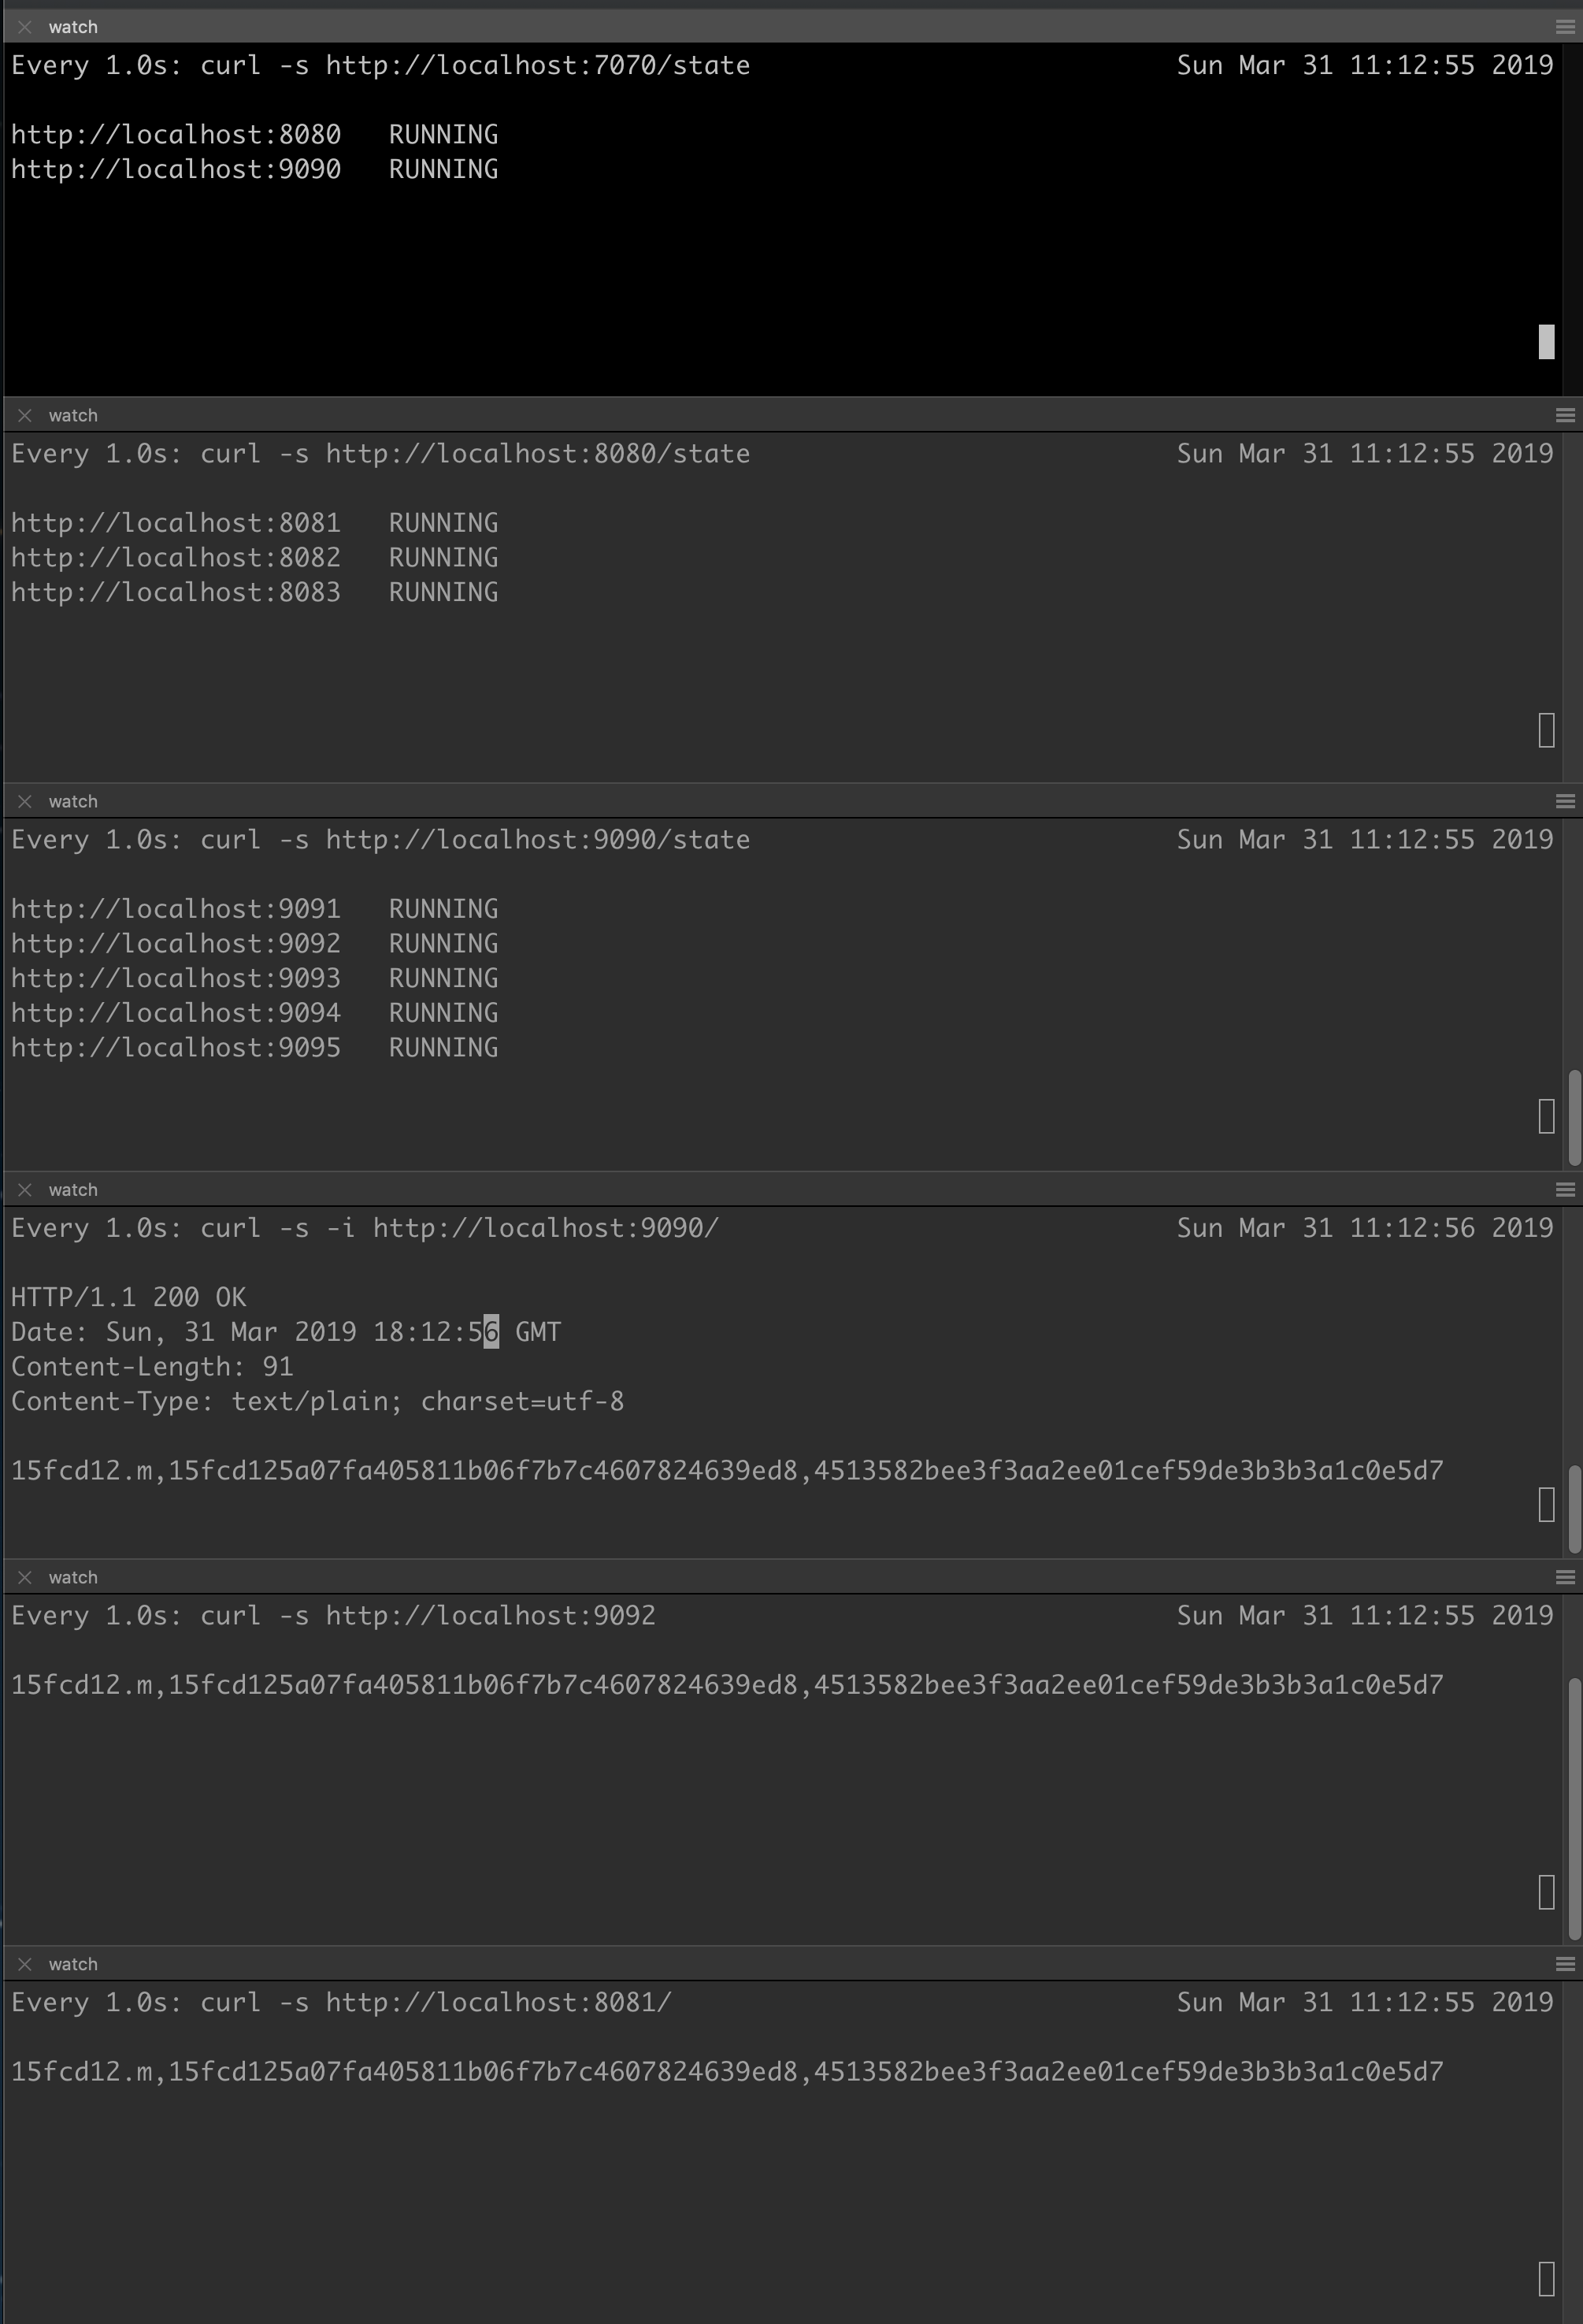 watch
Every 1.0s: curl -s http://localhost:7070/state Sun Mar 31 11:12:55 2019
http://localhost:8080 RUNNING
http://localhost:9090 RUNNING
watch
Every 1.0s: curl -s http://localhost:8080/state Sun Mar 31 11:12:55 2019
http://localhost:8081 RUNNING
http://localhost:8082 RUNNING
http://localhost:8083 RUNNING
watch
Every 1.0s: curl -s http://localhost:9090/state Sun Mar 31 11:12:55 2019
http://localhost:9091 RUNNING
http://localhost:9092 RUNNING
http://localhost:9093 RUNNING
http://localhost:9094 RUNNING
http://localhost:9095 RUNNING
watch
Every 1.0s: curl -s -i http://localhost:9090/ Sun Mar 31 11:12:56 2019
HTTP/1.1 200 OK
Date: Sun, 31 Mar 2019 18:12:56 GMT
Content-Length: 91
Content-Type: text/plain; charset=utf-8
15fcd12.m,15fcd125a07fa405811b06f7b7c4607824639ed8,4513582bee3f3aa2ee01cef59de3b3b3a1c0e5d7
watch
Every 1.0s: curl -s http://localhost:9092 Sun Mar 31 11:12:55 2019
15fcd12.m,15fcd125a07fa405811b06f7b7c4607824639ed8,4513582bee3f3aa2ee01cef59de3b3b3a1c0e5d7
watch
Every 1.0s: curl -s http://localhost:8081/ Sun Mar 31 11:12:55 2019
15fcd12.m,15fcd125a07fa405811b06f7b7c4607824639ed8,4513582bee3f3aa2ee01cef59de3b3b3a1c0e5d7